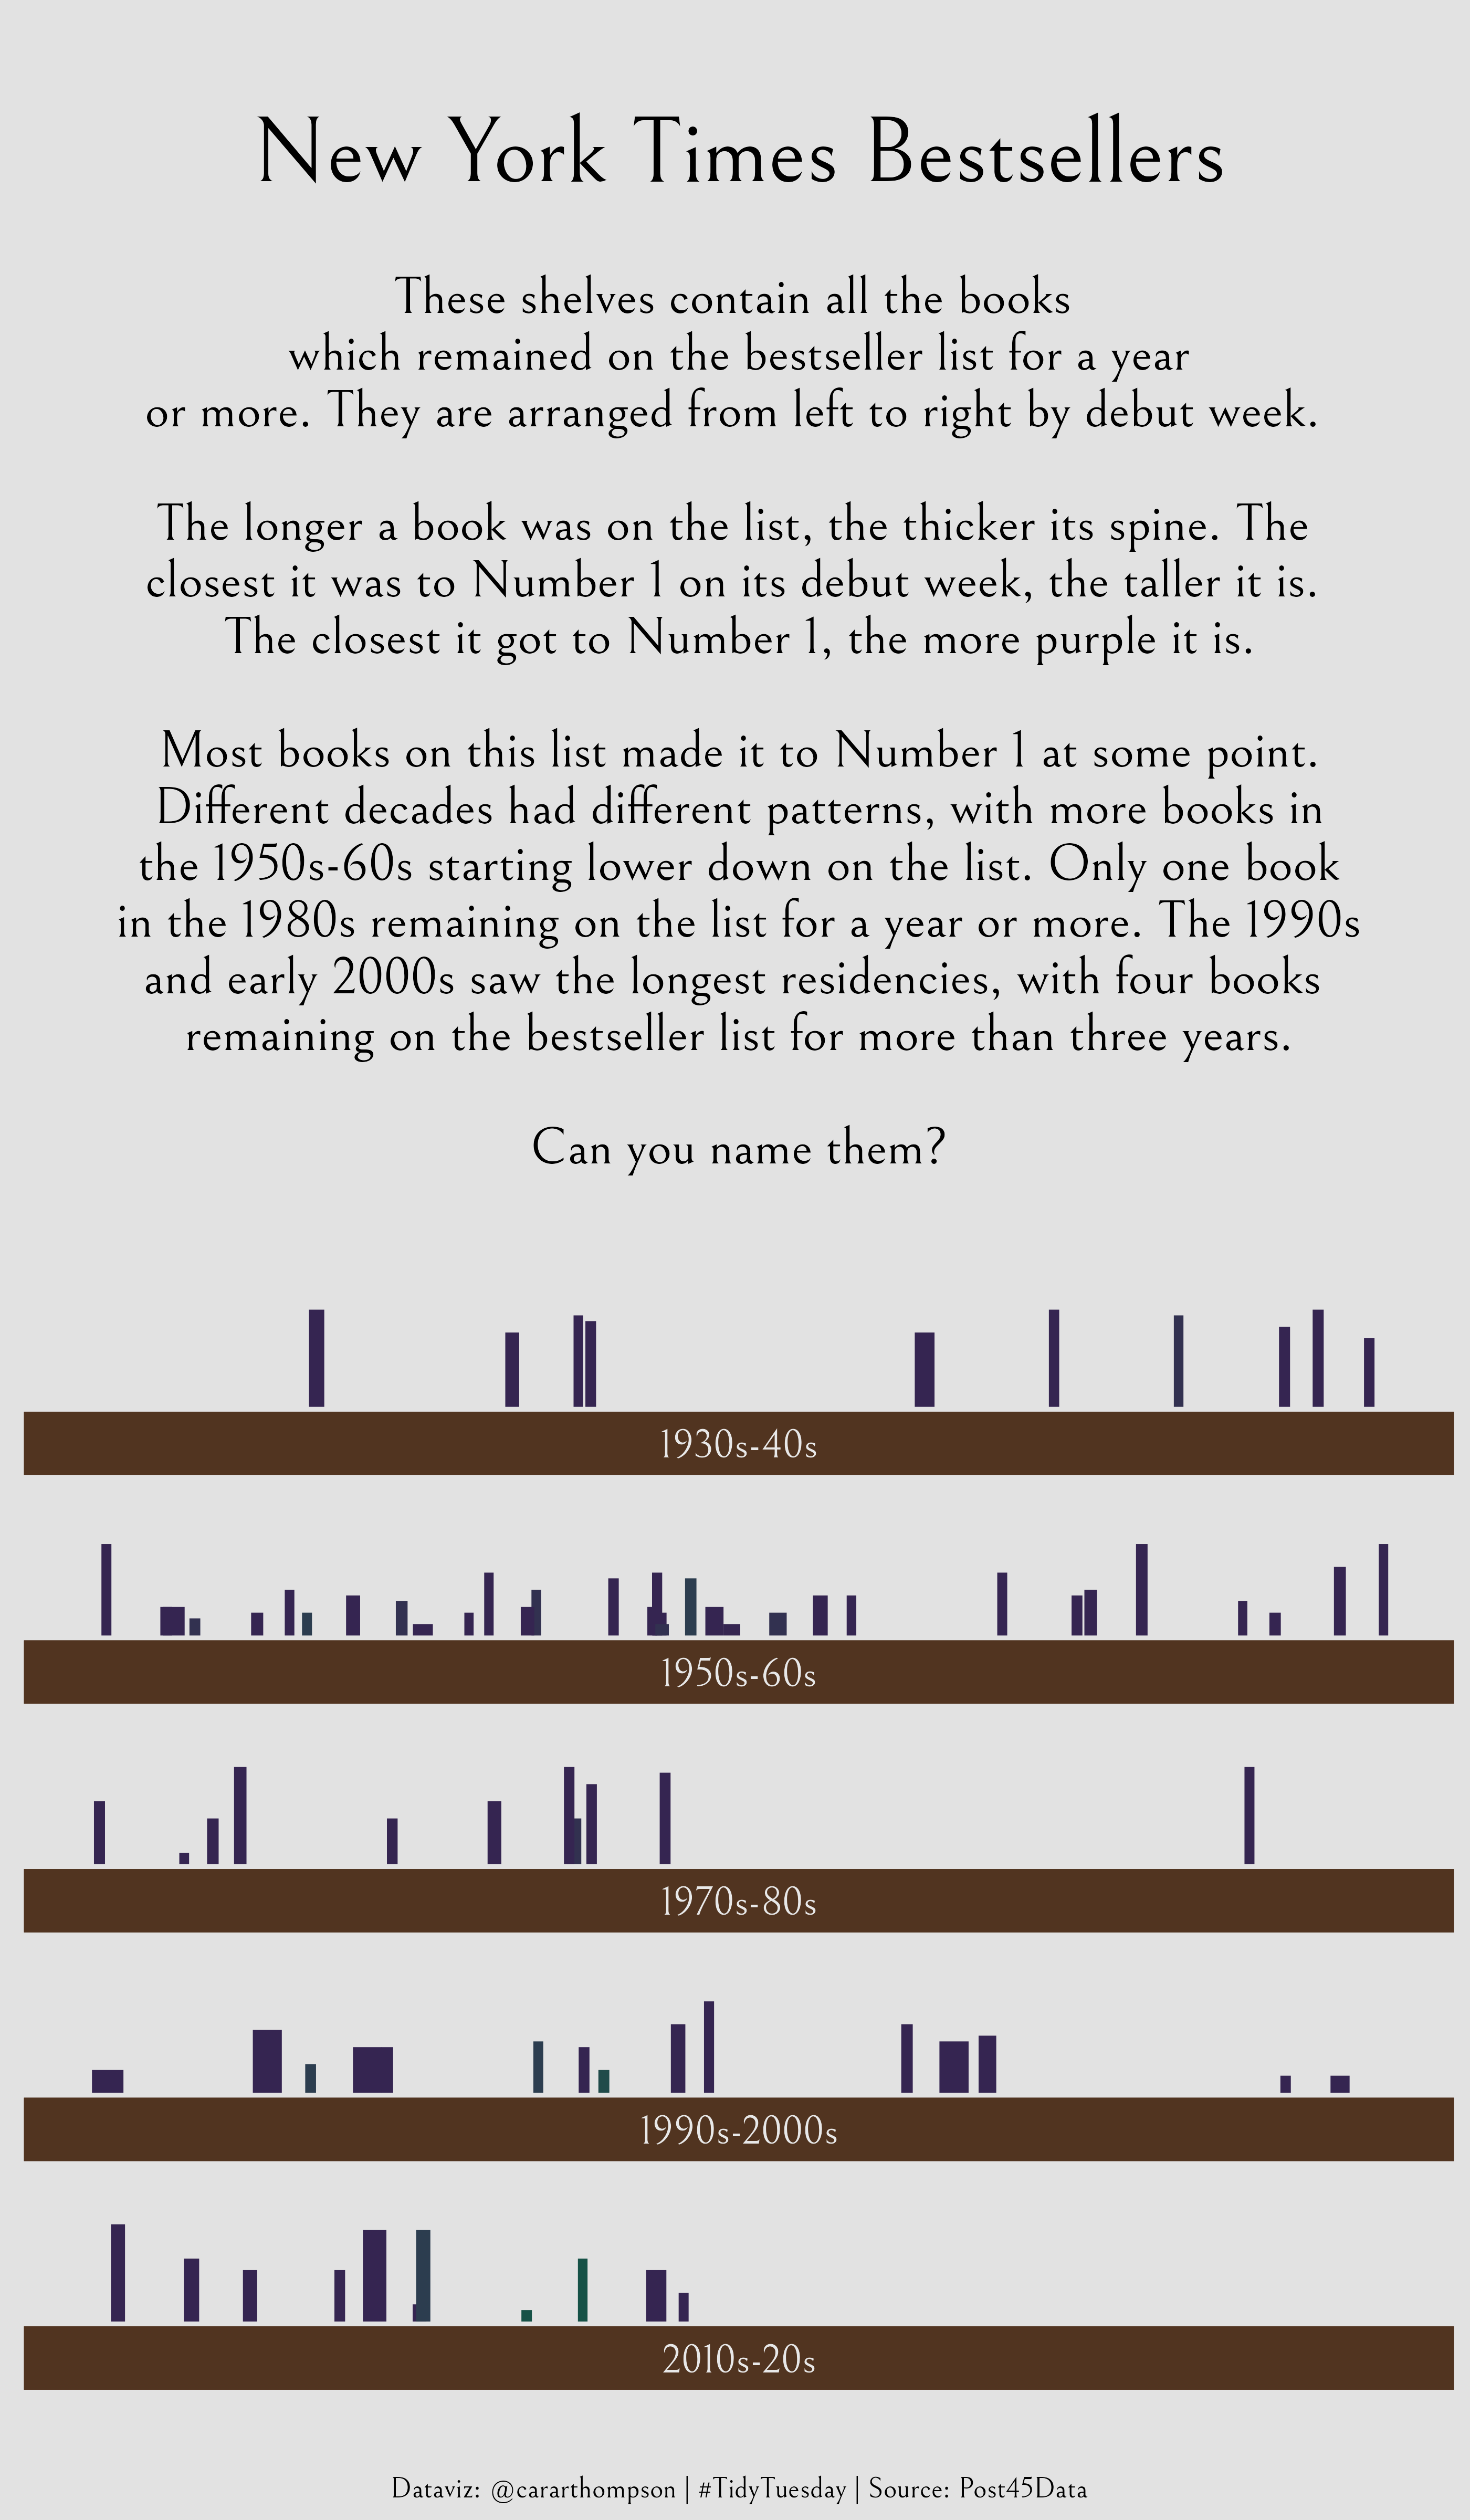 New York Times Bestsellers
These shelves contain all the books
which remained on the bestseller list for a year
or more. They are arranged from left to right by debut week.
The longer a book was on the list, the thicker its spine. The
closest it was to Number 1 on its debut week, the taller it is.
The closest it got to Number 1, the more purple it is.
Most books on this list made it to Number 1 at some point.
Different decades had different patterns, with more books in
the 1950s-60s starting lower down on the list. Only one book
in the 1980s remaining on the list for a year or more. The 1990s
and early 2000s saw the longest residencies, with four books
remaining on the bestseller list for more than three years.
Can you name them?
1930s-40s
1950s-60s
1970s-80s
1990s-2000s
2010s-20s
Dataviz: @cararthompson | #TidyTuesday | Source: Post45Data